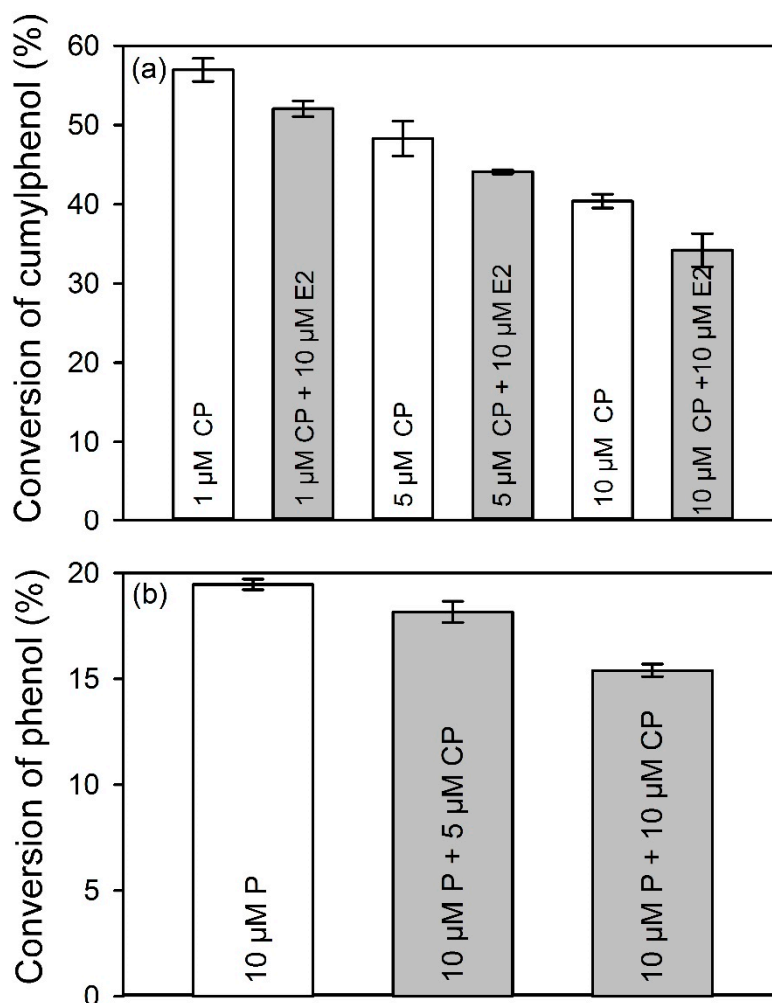 Conversion of cumylphenol (%)
(a)
60
50
40
30
20
10
0
1 µM  CP
1 µM CP + 10 µM E2
5 µM  CP
5 µM  CP + 10 µM E2
10 µM  CP
10 µM  CP +10 µM E2
Conversion of phenol (%)
(b)
20
15
10
5
0
10 µM P
10 µM P + 5 µM CP
10 µM P + 10 µM CP